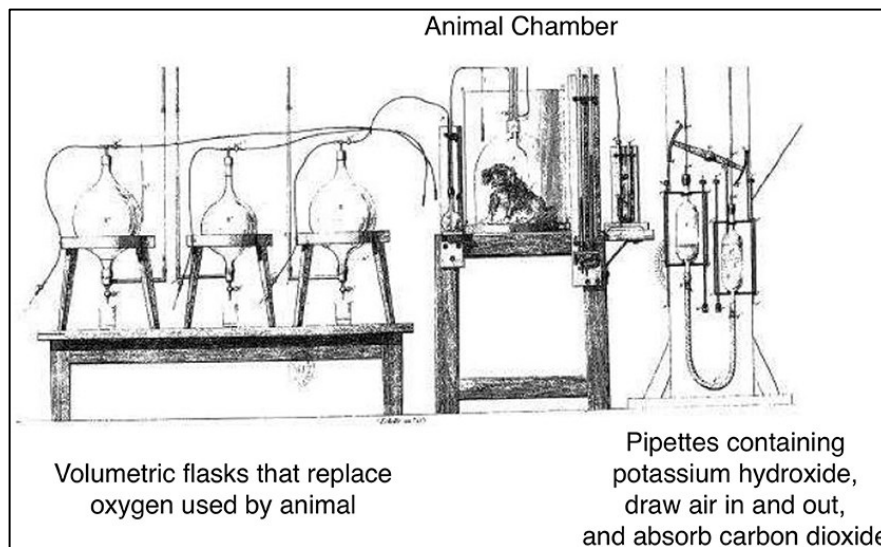 Animal Chamber
Volumetric flasks that replace
oxygen used by animal
Pipettes containing
potassium hydroxide,
draw air in and out,
and absorb carbon dioxide